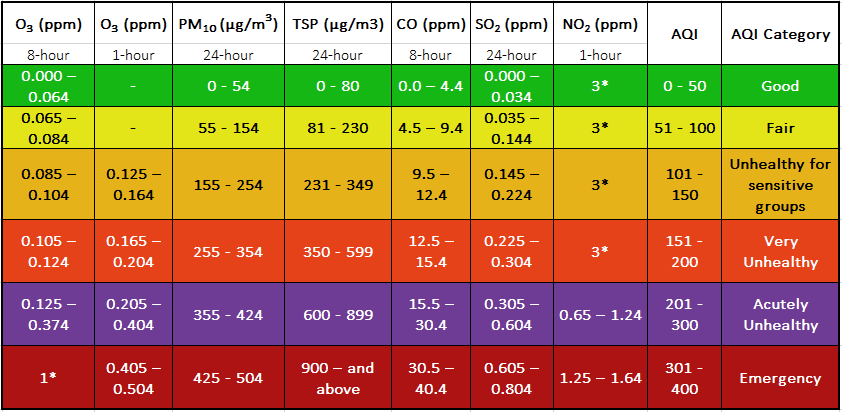 O₃ (ppm) O₃ (ppm) PM₁₀ (µg/m³) TSP (µg/m3) CO (ppm) SO₂ (ppm) NO₂ (ppm) AQI AQI Category
8-hour 1-hour 24-hour 24-hour 8-hour 24-hour 1-hour
0.000 – 0.064 - 0 - 54 0 - 80 0.0 – 4.4 0.000 – 0.034 3* 0 - 50 Good
0.065 – 0.084 - 55 - 154 81 - 230 4.5 – 9.4 0.035 – 0.144 3* 51 - 100 Fair
0.085 – 0.104 0.125 – 0.164 155 - 254 231 - 349 9.5 – 12.4 0.145 – 0.224 3* 101 - 150 Unhealthy for sensitive groups
0.105 – 0.124 0.165 – 0.204 255 - 354 350 - 599 12.5 – 15.4 0.225 – 0.304 3* 151 - 200 Very Unhealthy
0.125 – 0.374 0.205 – 0.404 355 - 424 600 - 899 15.5 – 30.4 0.305 – 0.604 0.65 – 1.24 201 - 300 Acutely Unhealthy
1* 0.405 – 0.504 425 - 504 900 – and above 30.5 – 40.4 0.605 – 0.804 1.25 – 1.64 301 - 400 Emergency